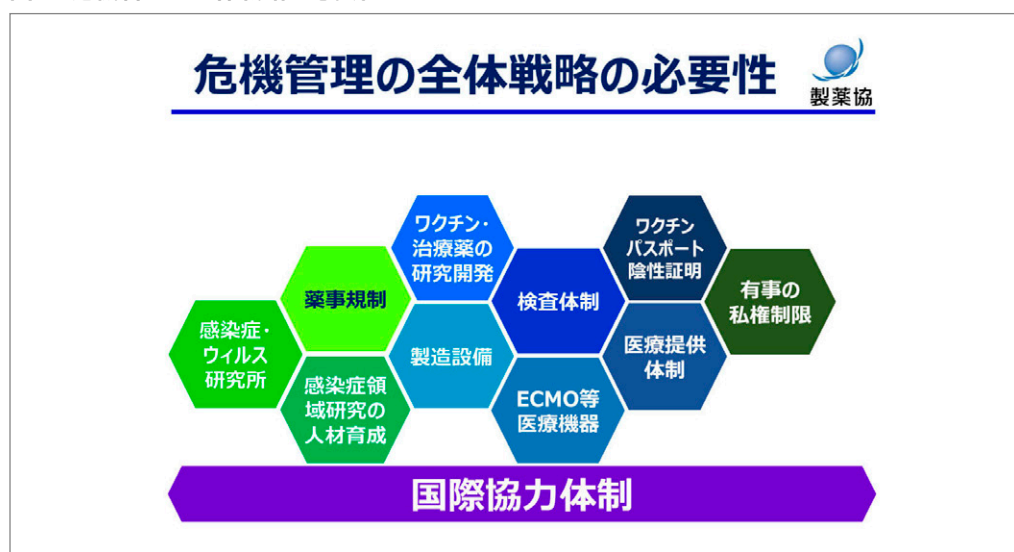 危機管理の全体戦略の必要性
製薬協
感染症・
ウィルス
研究所
薬事規制
感染症領
域研究の
人材育成
ワクチン・
治療薬の
研究開発
製造設備
検査体制
ECMO等
医療機器
ワクチン
パスポート
陰性証明
医療提供
体制
有事の
私権制限
国際協力体制